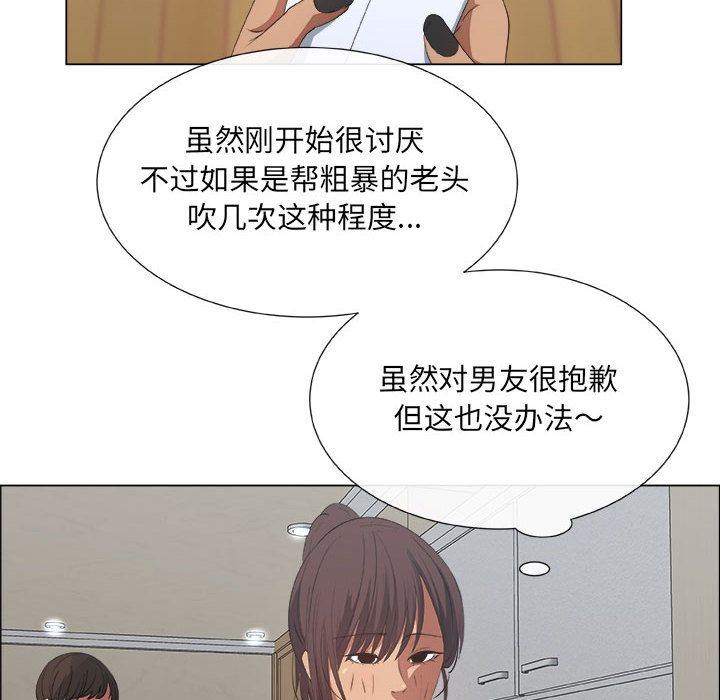 虽然刚开始很讨厌
不过如果是帮粗暴的老头
吹几次这种程度...
虽然对男友很抱歉
但这也没办法～